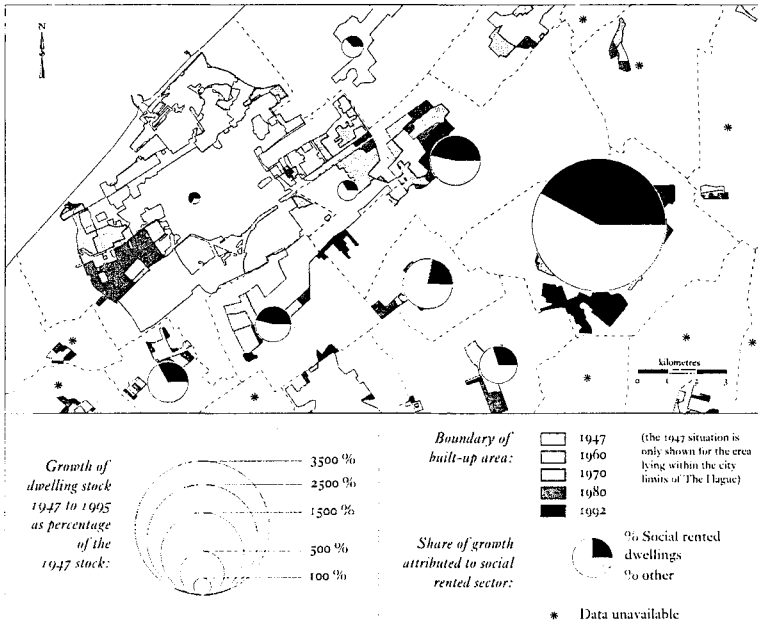 N
kilometres
0 1 2 3
Growth of
dwelling stock
1947 to 1995
as percentage
of the
1947 stock:
3500 %
2500 %
1500 %
500 %
100 %
Boundary of
built-up area:
1947
1960
1970
1980
1992
(the 1947 situation is
only shown for the erea
lying within the city
limits of The Hague)
Share of growth
attributed to social
rented sector:
% Social rented
dwellings
% other
* Data unavailable